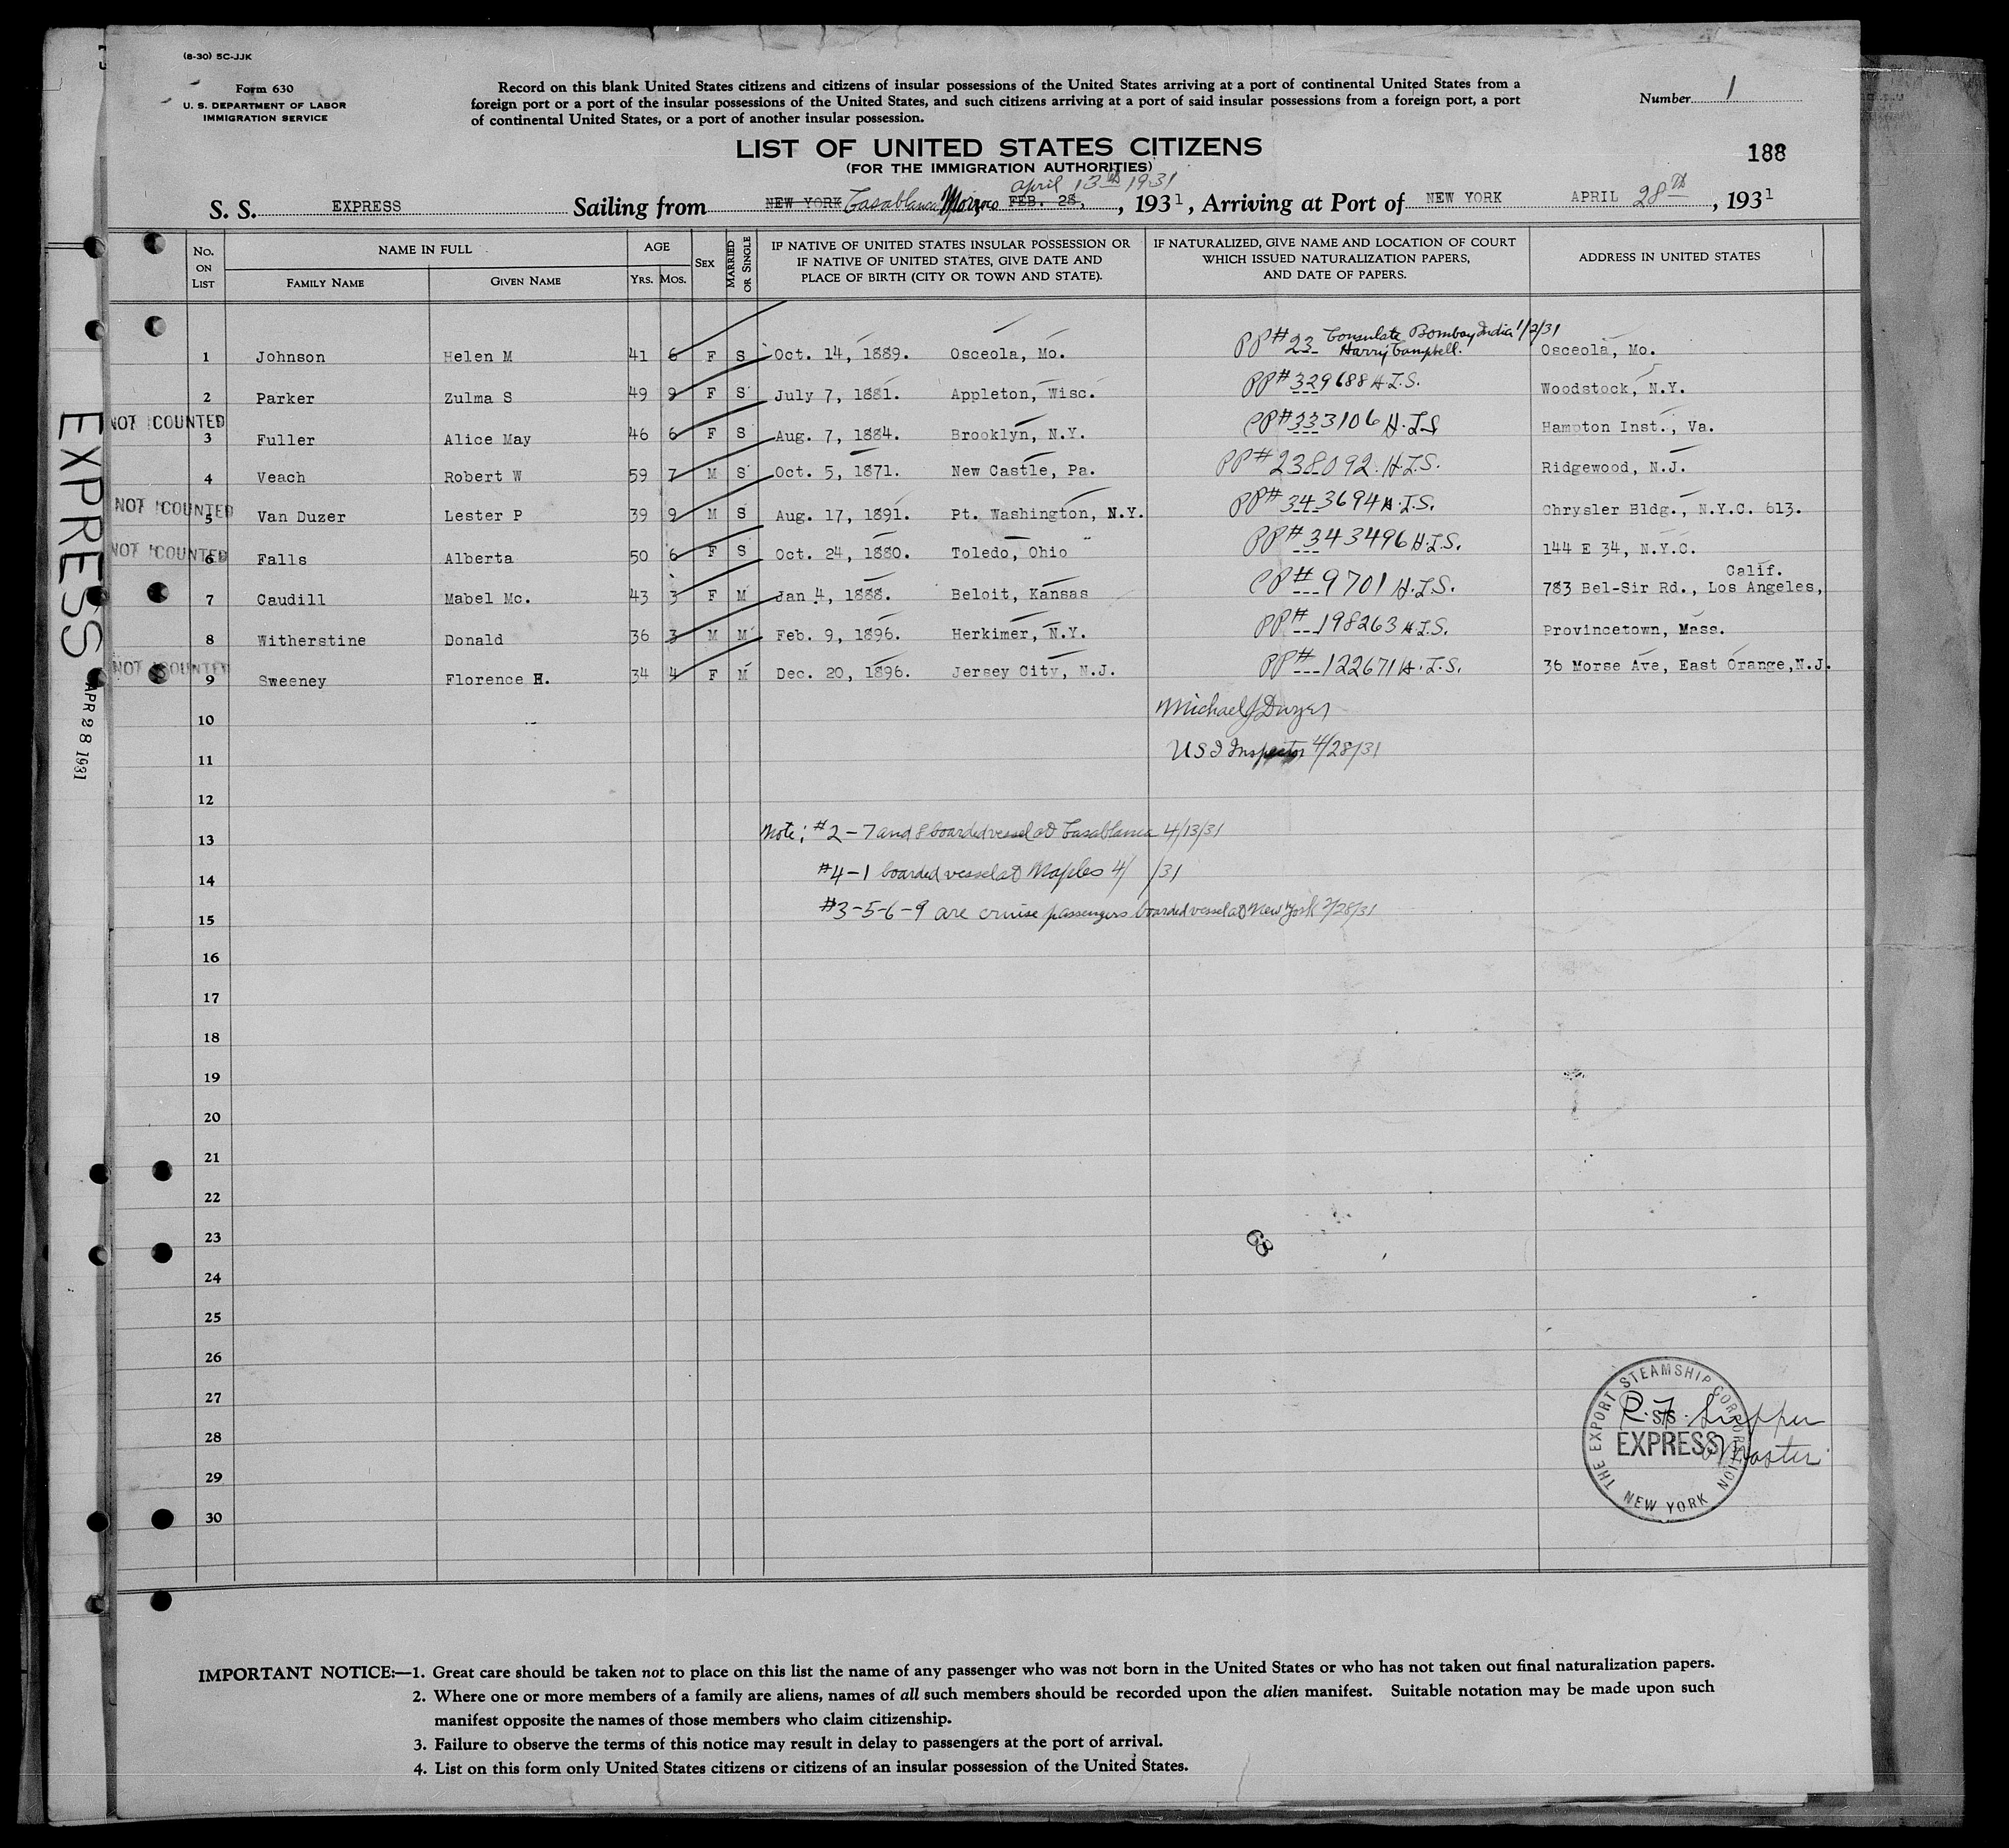 (8-30) 5C-JJK
Form 630
U. S. DEPARTMENT OF LABOR
IMMIGRATION SERVICE
Record on this blank United States citizens and citizens of insular possessions of the United States arriving at a port of continental United States from a
foreign port or a port of the insular possessions of the United States, and such citizens arriving at a port of said insular possessions from a foreign port, a port
of continental United States, or a port of another insular possession.
Number 1
LIST OF UNITED STATES CITIZENS
(FOR THE IMMIGRATION AUTHORITIES)
188
April 13th 1931
S. S. EXPRESS Sailing from NEW YORK Casablanca Morocco FEB. 28, , 1931, Arriving at Port of NEW YORK APRIL 28TH , 1931
No. ON LIST NAME IN FULL AGE SEX MARRIED OR SINGLE IF NATIVE OF UNITED STATES INSULAR POSSESSION OR IF NATIVE OF UNITED STATES, GIVE DATE AND PLACE OF BIRTH (CITY OR TOWN AND STATE). IF NATURALIZED, GIVE NAME AND LOCATION OF COURT WHICH ISSUED NATURALIZATION PAPERS, AND DATE OF PAPERS. ADDRESS IN UNITED STATES
FAMILY NAME GIVEN NAME YRS. MOS.
1 Johnson Helen M 41 6 F S Oct. 14, 1889. Osceola, Mo. PP# 23 Consulate Bombay India 1/2/31 Harry Campbell. Osceola, Mo.
2 Parker Zulma S 49 9 F S July 7, 1881. Appleton, Wisc. PP# 329688 H.I.S. Woodstock, N.Y.
NOT COUNTED
3 Fuller Alice May 46 6 F S Aug. 7, 1884. Brooklyn, N.Y. PP# 333106 H.I.S Hampton Inst., Va.
4 Veach Robert W 59 7 M S Oct. 5, 1871. New Castle, Pa. PP# 238092. H.I.S. Ridgewood, N.J.
NOT COUNTED
5 Van Duzer Lester P 39 9 M S Aug. 17, 1891. Pt. Washington, N.Y. PP# 343694 H.I.S. Chrysler Bldg., N.Y.C. 613.
NOT COUNTED
6 Falls Alberta 50 6 F S Oct. 24, 1880. Toledo, Ohio PP# 343496 H.I.S. 144 E 34, N.Y.C.
Calif.
7 Caudill Mabel Mc. 43 3 F M Jan 4, 1888. Beloit, Kansas PP# 9701 H.I.S. 783 Bel-Sir Rd., Los Angeles,
8 Witherstine Donald 36 3 M M Feb. 9, 1896. Herkimer, N.Y. PP# 198263 H.I.S. Provincetown, Mass.
NOT COUNTED
9 Sweeney Florence H. 34 4 F M Dec. 20, 1896. Jersey City, N.J. PP# 122671 H.I.S. 36 Morse Ave, East Orange,N.J.
10 Michael J Dwyer
11 USI Inspector 4/28/31
12
13 Note: #2-7 and 8 boarded vessel at Casablanca 4/13/31
14 #4-1 boarded vessel at Naples 4/ /31
15 #3-5-6-9 are cruise passengers boarded vessel at New York 2/28/31
16
17
18
19
20
21
22
23
68
24
25
26
27
28
29
30
EXPRESS
APR 28 1931
THE EXPORT STEAMSHIP CORPORATION
S/S
EXPRESS
NEW YORK
R. F.
Master
IMPORTANT NOTICE:—1. Great care should be taken not to place on this list the name of any passenger who was not born in the United States or who has not taken out final naturalization papers.
2. Where one or more members of a family are aliens, names of all such members should be recorded upon the alien manifest. Suitable notation may be made upon such
manifest opposite the names of those members who claim citizenship.
3. Failure to observe the terms of this notice may result in delay to passengers at the port of arrival.
4. List on this form only United States citizens or citizens of an insular possession of the United States.